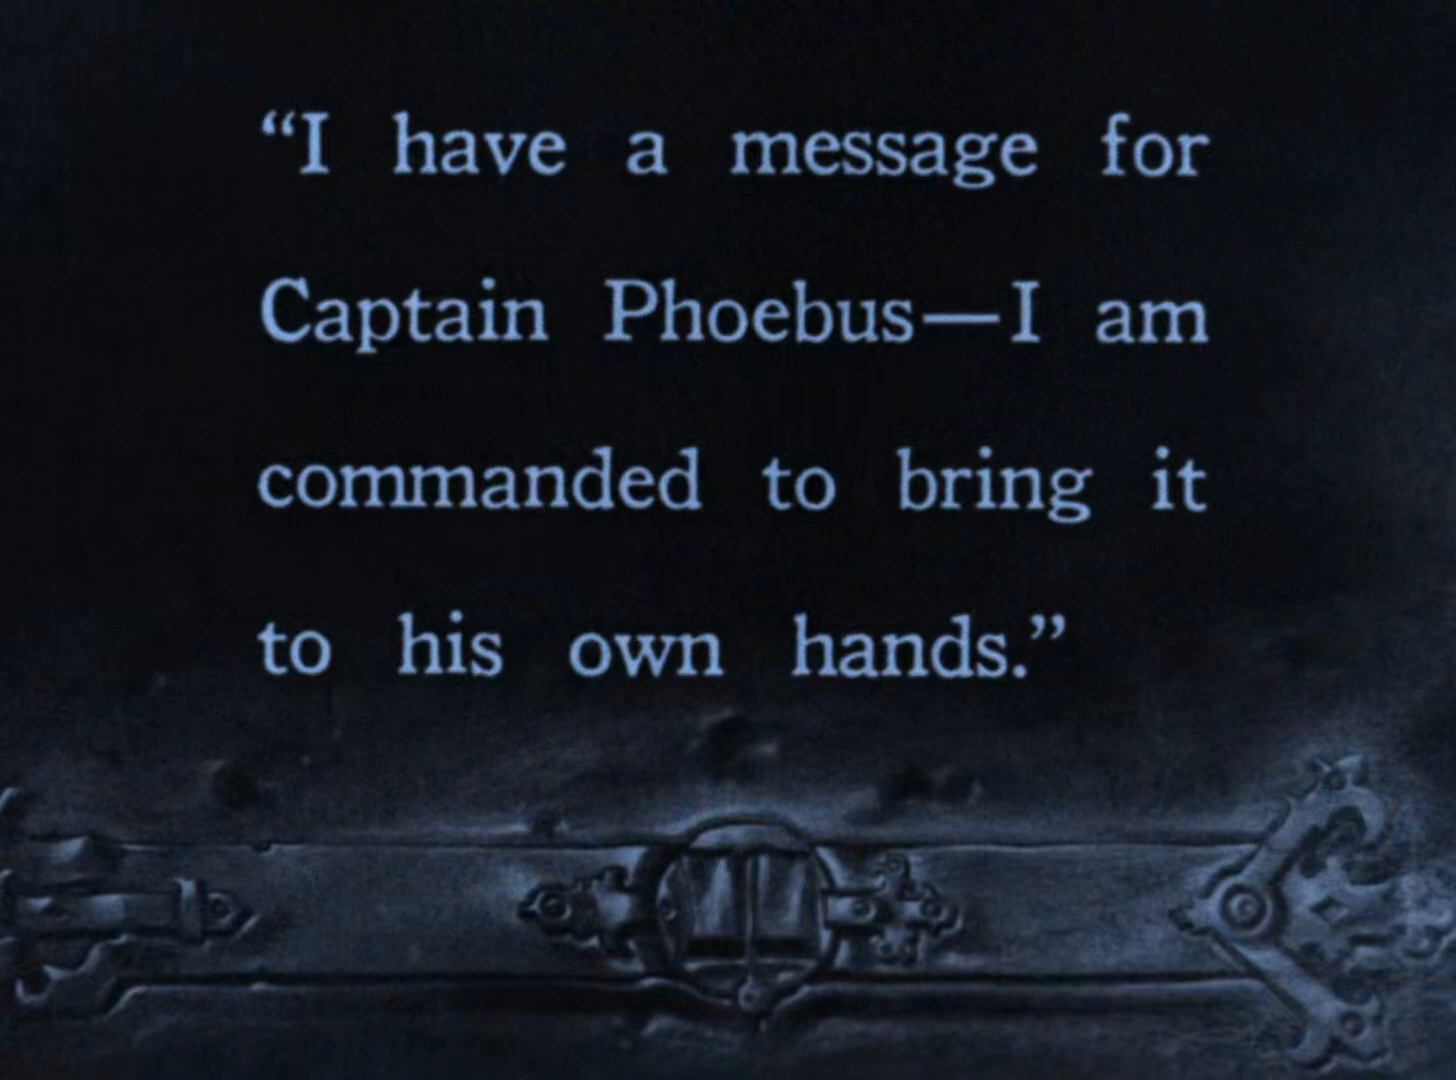 “I have a message for
Captain Phoebus—I am
commanded to bring it
to his own hands.”